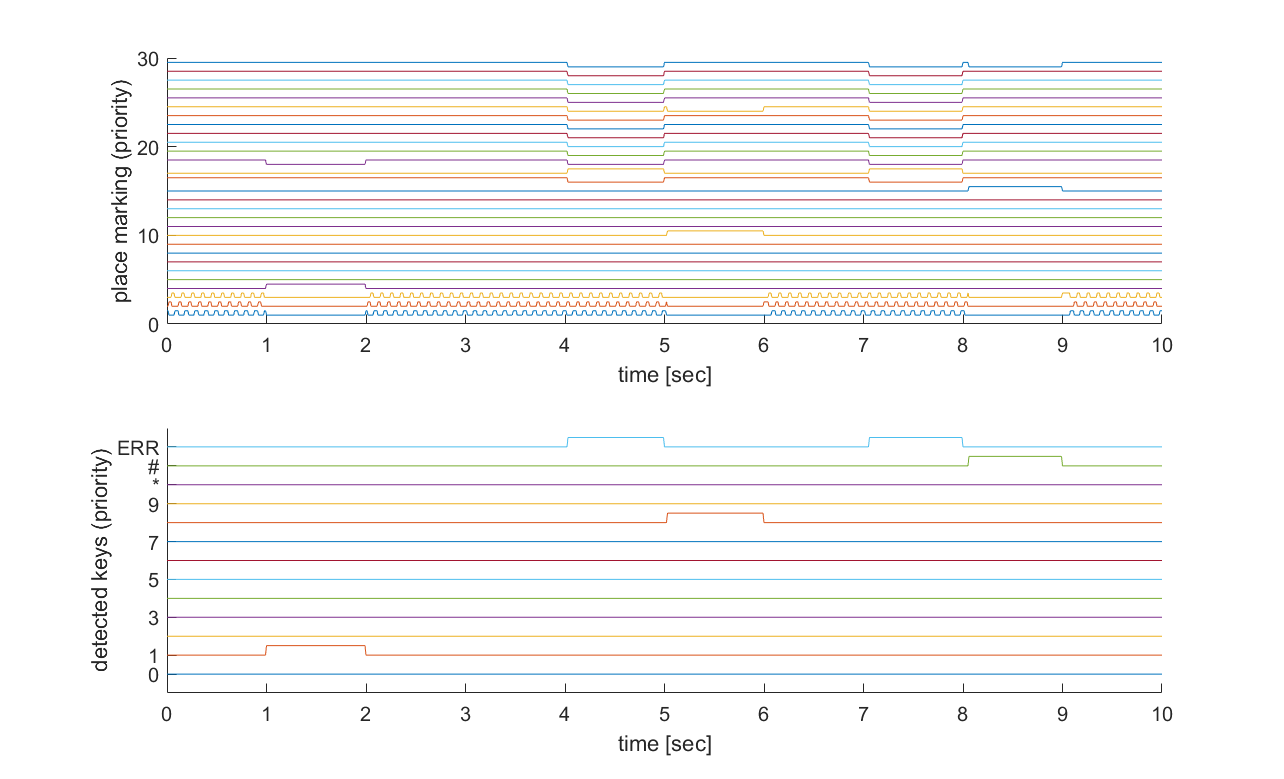 30
20
10
0
place marking (priority)
0 1 2 3 4 5 6 7 8 9 10
time [sec]
ERR
#
*
9
7
5
3
1
0
detected keys (priority)
0 1 2 3 4 5 6 7 8 9 10
time [sec]